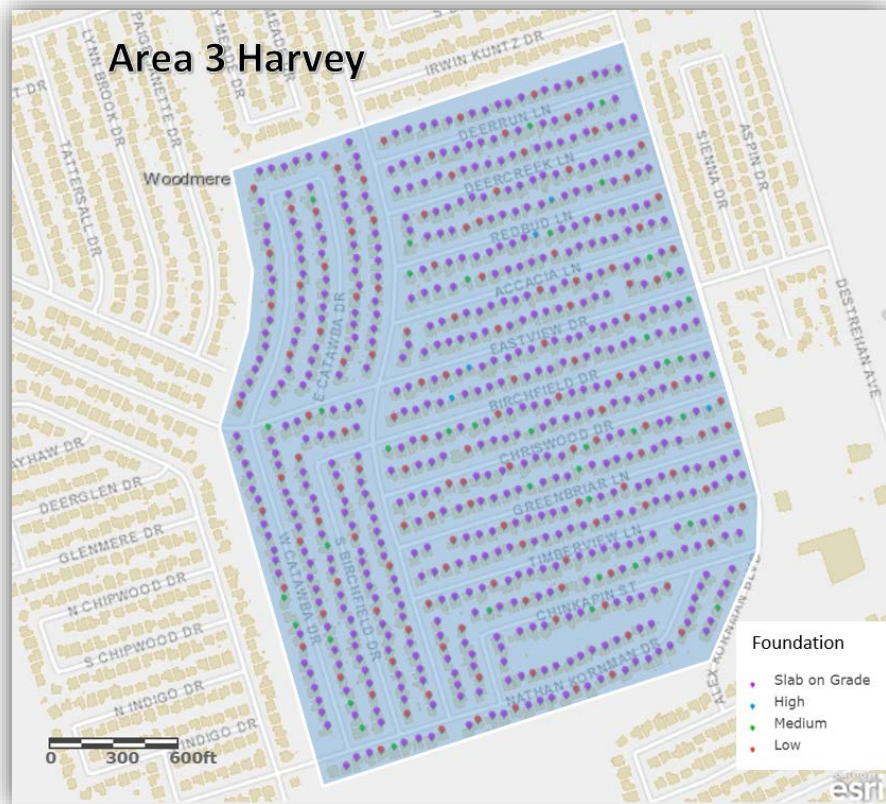 Area 3 Harvey
IRWIN KUNTZ DR
LYNN BROOK DR
TATTERSALL DR
Woodmere
DEERRUN LN
DEERCREEK LN
REDBUD LN
ACCACIA LN
EASTVIEW DR
BIRCHFIELD DR
CHRISWOOD DR
GREENBRIAR LN
TIMBERVIEW LN
CHINKAPIN ST
NATHAN KORNMAN DR
E CATAWBA DR
W CATAWBA DR
S BIRCHFIELD DR
SIENNA DR
ASPIN DR
DESTREHAN AVE
ALEX KORNMAN BLVD
AYHAW DR
DEERGLEN DR
GLENMERE DR
N CHIPWOOD DR
S CHIPWOOD DR
N INDIGO DR
INDIGO DR
Foundation
Slab on Grade
High
Medium
Low
0 300 600ft
esri